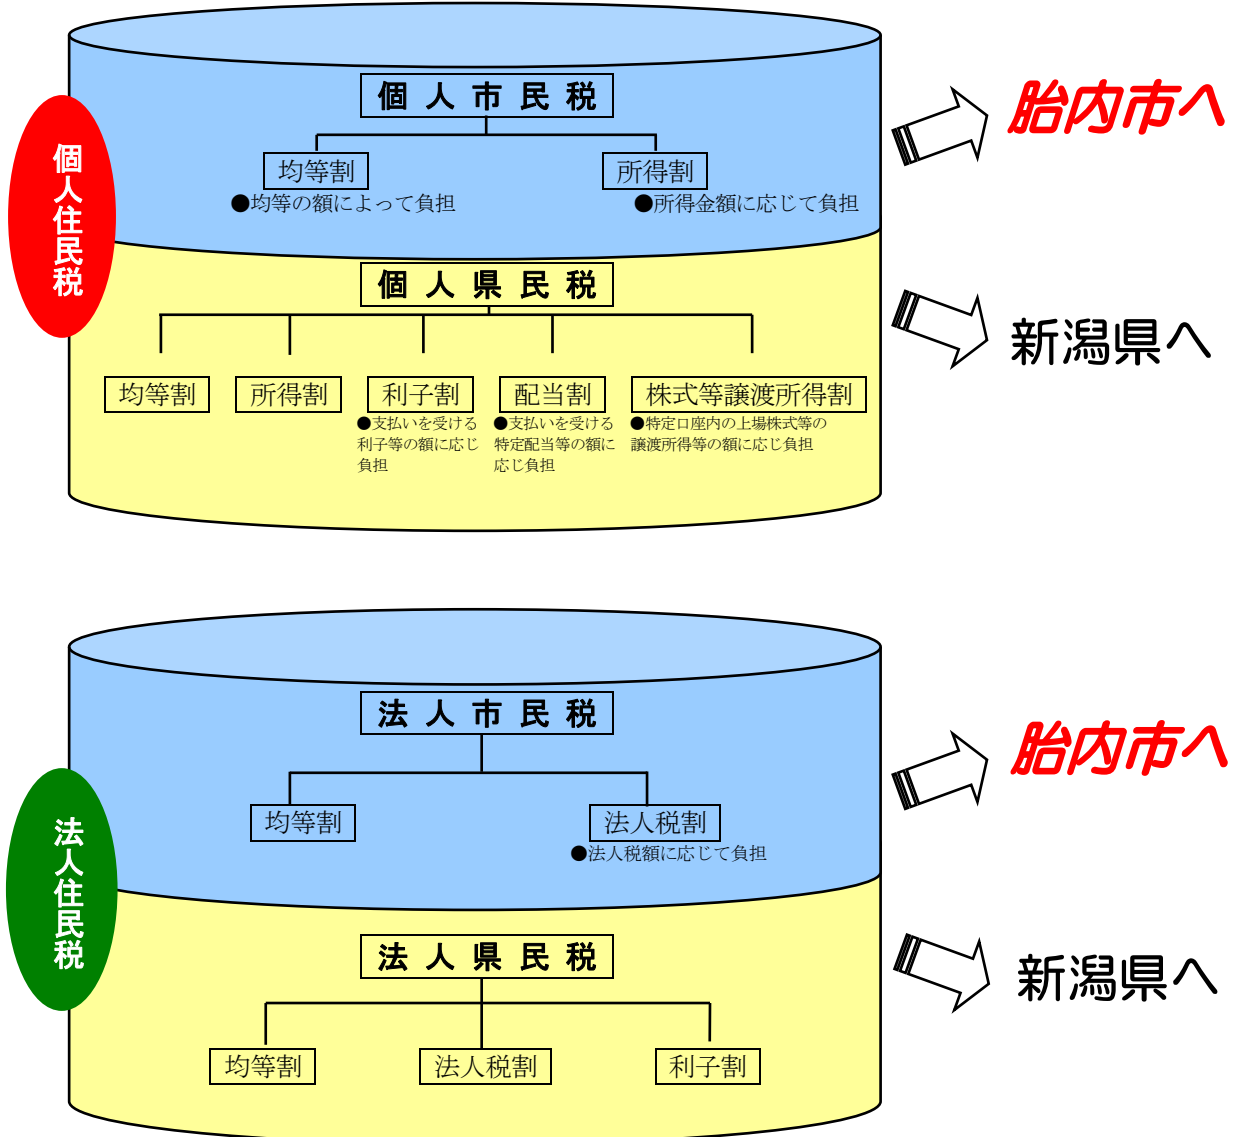 個人住民税
個人市民税
均等割
●均等の額によって負担
所得割
●所得金額に応じて負担
胎内市へ
個人県民税
均等割
所得割
利子割
●支払いを受ける
利子等の額に応じ
負担
配当割
●支払いを受ける
特定配当等の額に
応じ負担
株式等譲渡所得割
●特定口座内の上場株式等の
譲渡所得等の額に応じ負担
新潟県へ
法人住民税
法人市民税
均等割
法人税割
●法人税額に応じて負担
胎内市へ
法人県民税
均等割
法人税割
利子割
新潟県へ